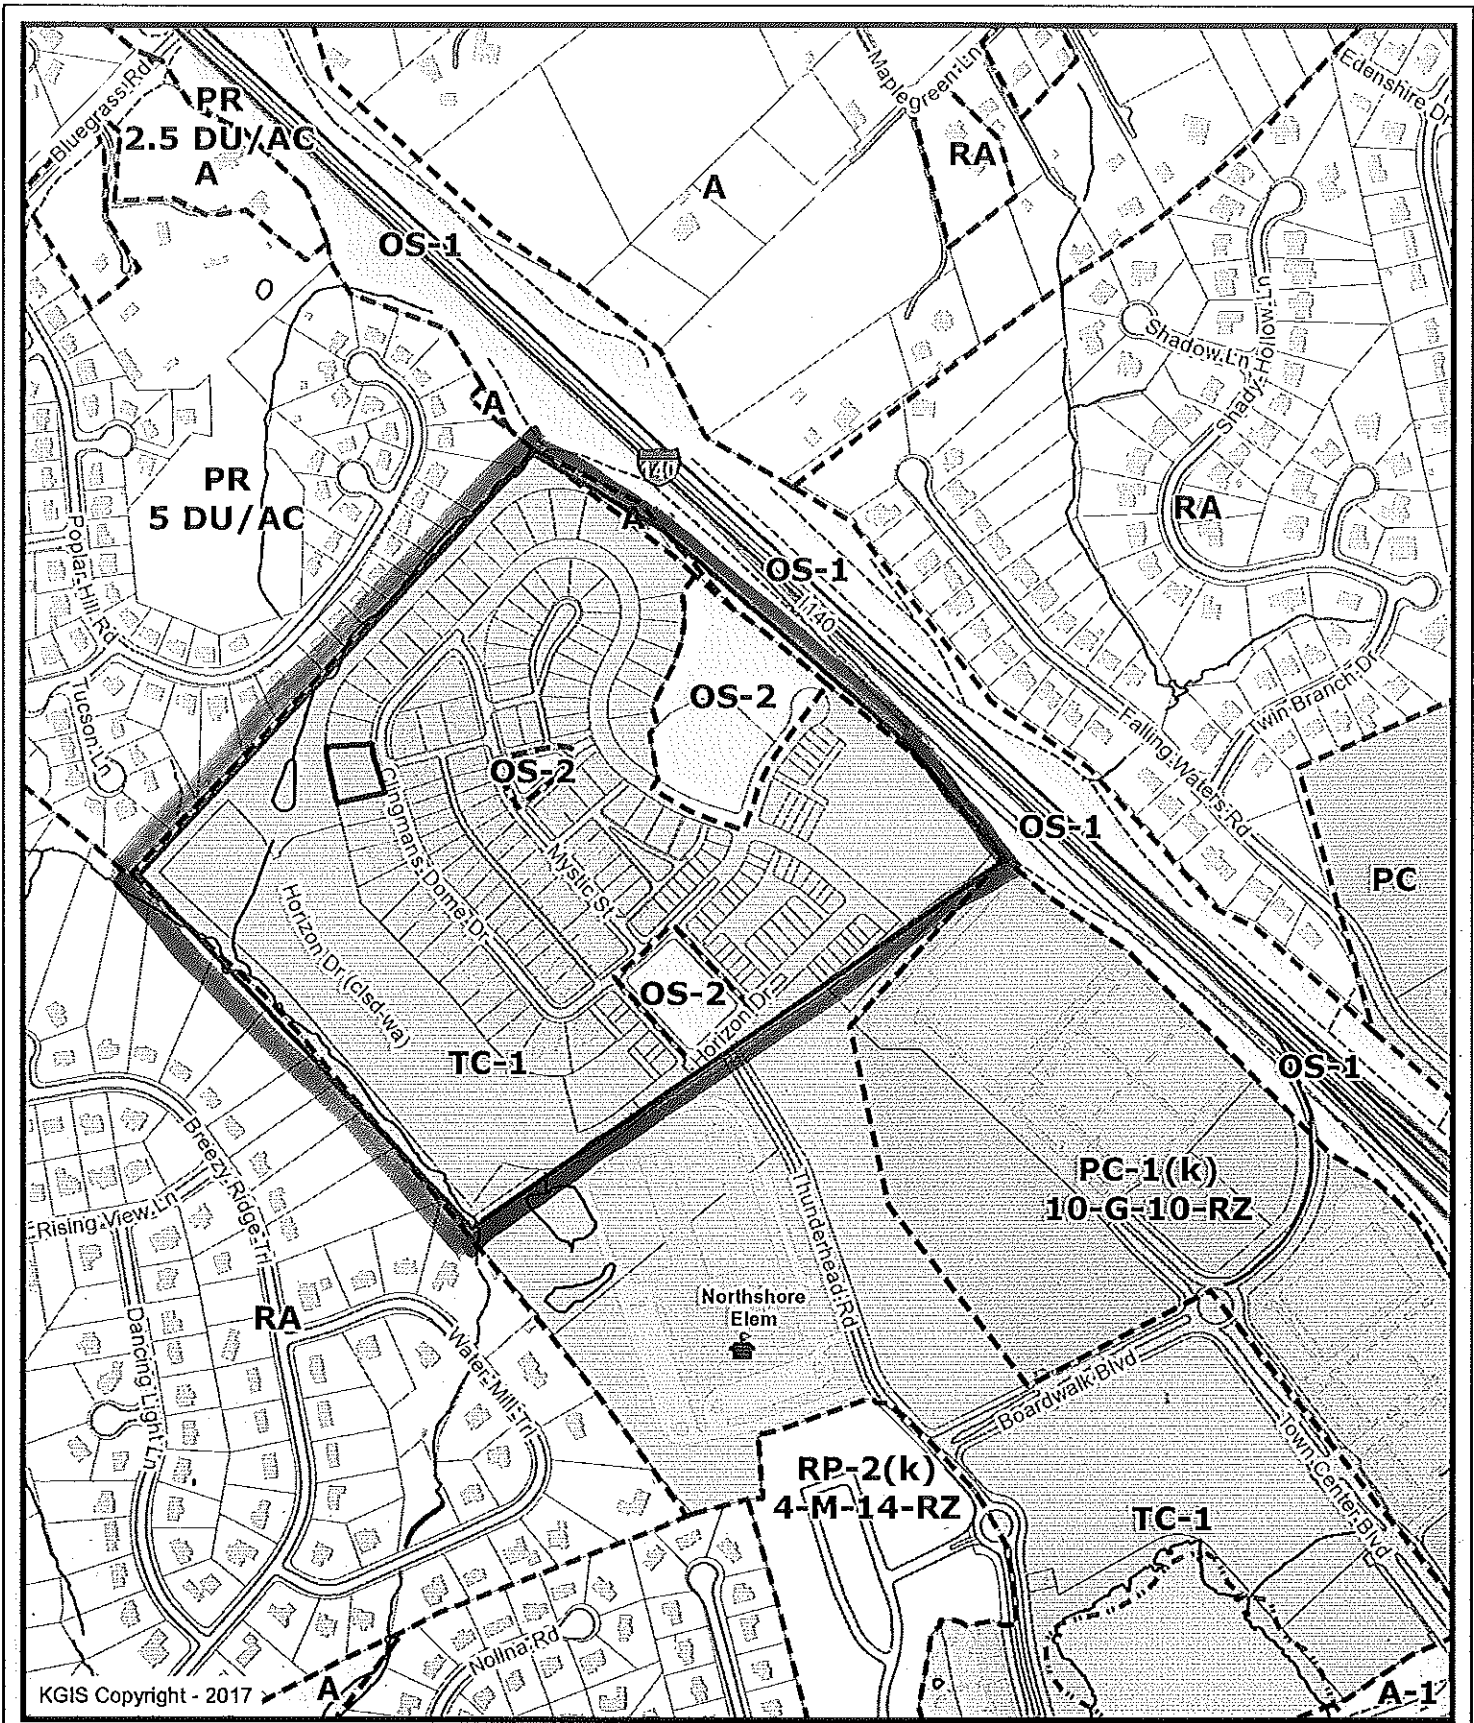 Bluegrass Rd
PR
2.5 DU/AC
A
Maplegreen Ln
Edenshire Dr
RA
A
OS-1
Shadow Ln
Shady Hollow Ln
A
140
PR
5 DU/AC
Poplar Hill Rd
A
RA
OS-1
I 140
OS-2
Tucson Ln
Falling Waters Rd
Twin Branch Dr
OS-2
OS-1
Clingmans Dome Dr
Mystic St
PC
Horizon Dr (clsd-wa)
OS-2
Horizon Dr
TC-1
OS-1
Breezy Ridge Trl
Thunderhead Rd
PC-1(k)
10-G-10-RZ
Rising View Ln
RA
Northshore
Elem
Dancing Light Ln
Water Mill Trl
Boardwalk Blvd
Town Center Blvd
RP-2(k)
4-M-14-RZ
TC-1
Nolina Rd
KGIS Copyright - 2017
A
A-1